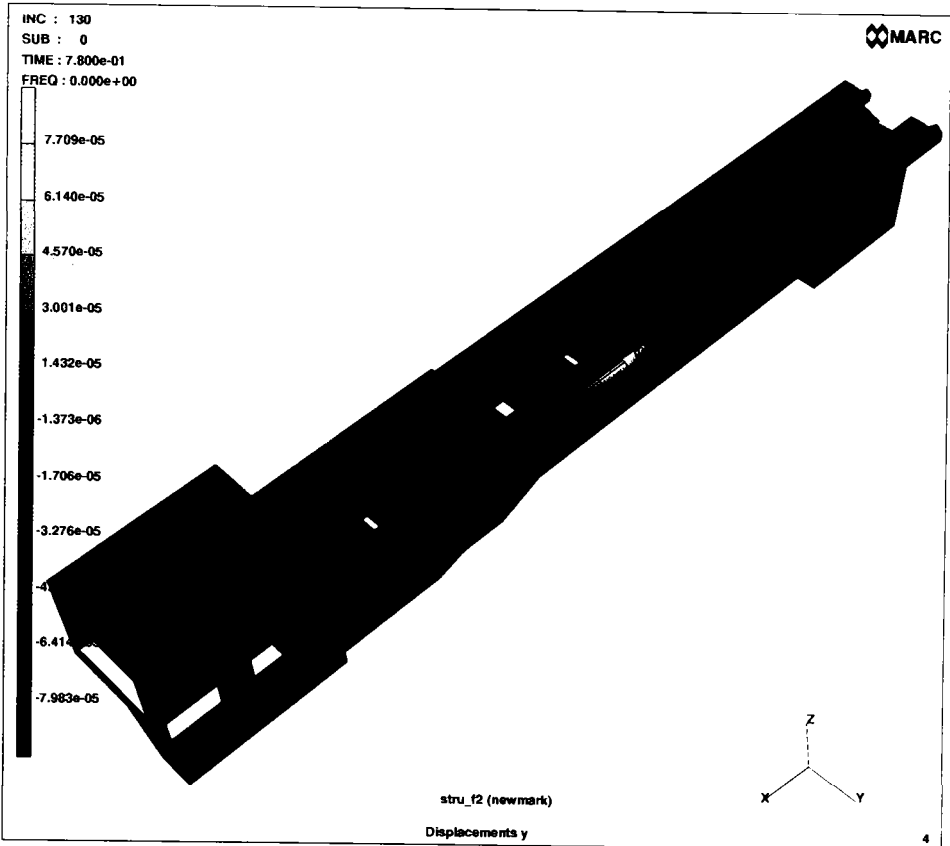 INC : 130
SUB : 0
TIME : 7.800e-01
FREQ : 0.000e+00
MARC
7.709e-05
6.140e-05
4.570e-05
3.001e-05
1.432e-05
-1.373e-06
-1.706e-05
-3.276e-05
-6.414
-7.983e-05
Z
X
Y
stru_f2 (newmark)
Displacements y
4